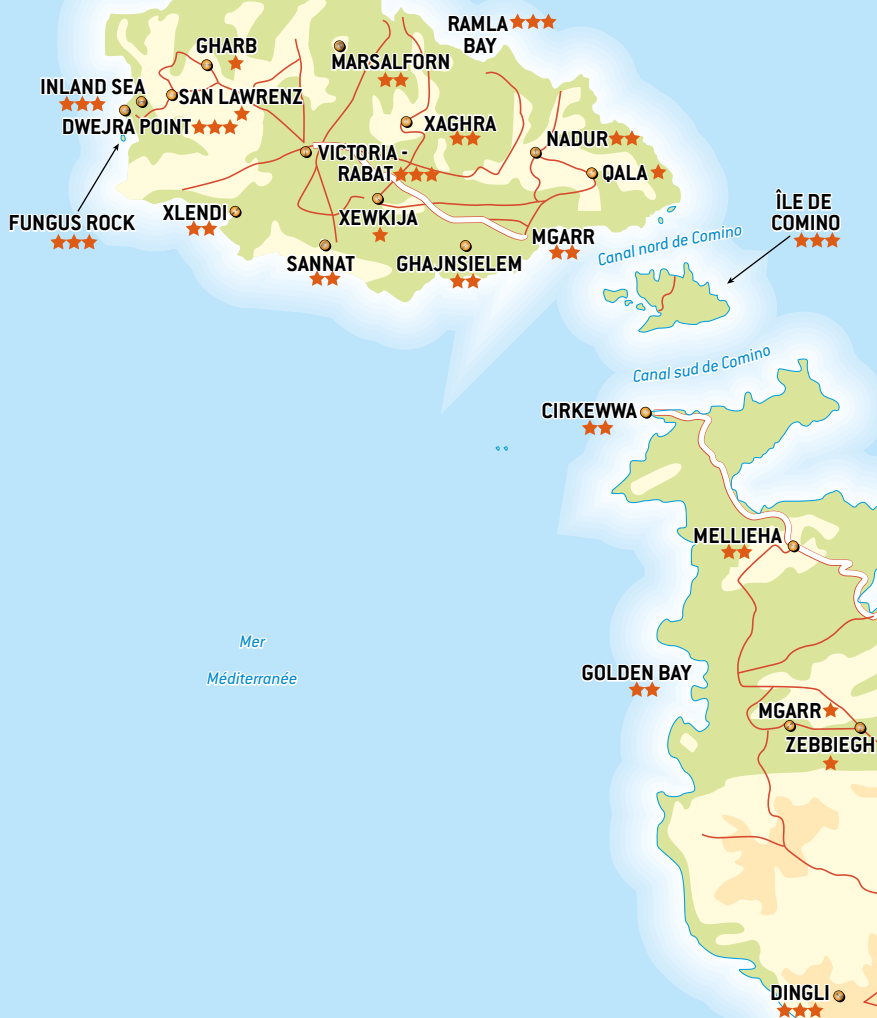 RAMLA
BAY
GHARB
MARSALFORN
INLAND SEA
SAN LAWRENZ
DWEJRA POINT
XAGHRA
NADUR
VICTORIA -
RABAT
QALA
FUNGUS ROCK
XLENDI
XEWKIJA
ÎLE DE
COMINO
MGARR
Canal nord de Comino
SANNAT
GHAJNSIELEM
Canal sud de Comino
CIRKEWWA
MELLIEHA
Mer
Méditerranée
GOLDEN BAY
MGARR
ZEBBIEGH
DINGLI